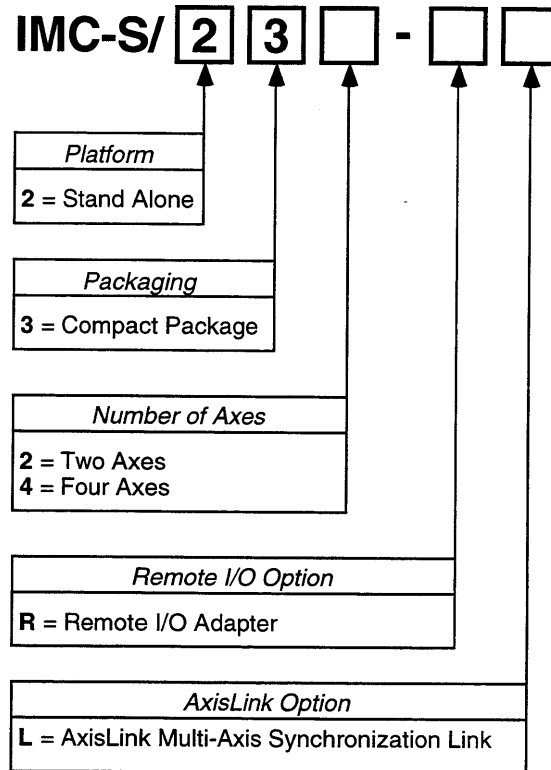 IMC-S/ 2 3 -
Platform
2 = Stand Alone
Packaging
3 = Compact Package
Number of Axes
2 = Two Axes
4 = Four Axes
Remote I/O Option
R = Remote I/O Adapter
AxisLink Option
L = AxisLink Multi-Axis Synchronization Link